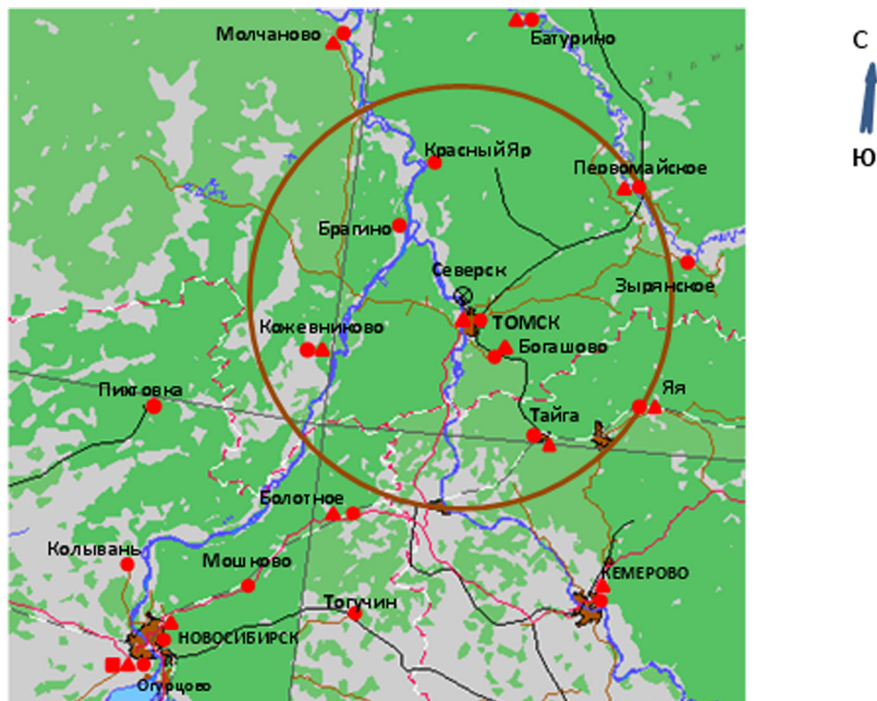 Молчаново
Батурино
С
Ю
Красный Яр
Первомайское
Брагино
Северск
Зырянское
ТОМСК
Кожевниково
Богашово
Пихтовка
Яя
Тайга
Болотное
Колывань
Мошково
КЕМЕРОВО
Тогучин
НОВОСИБИРСК
Огурцово